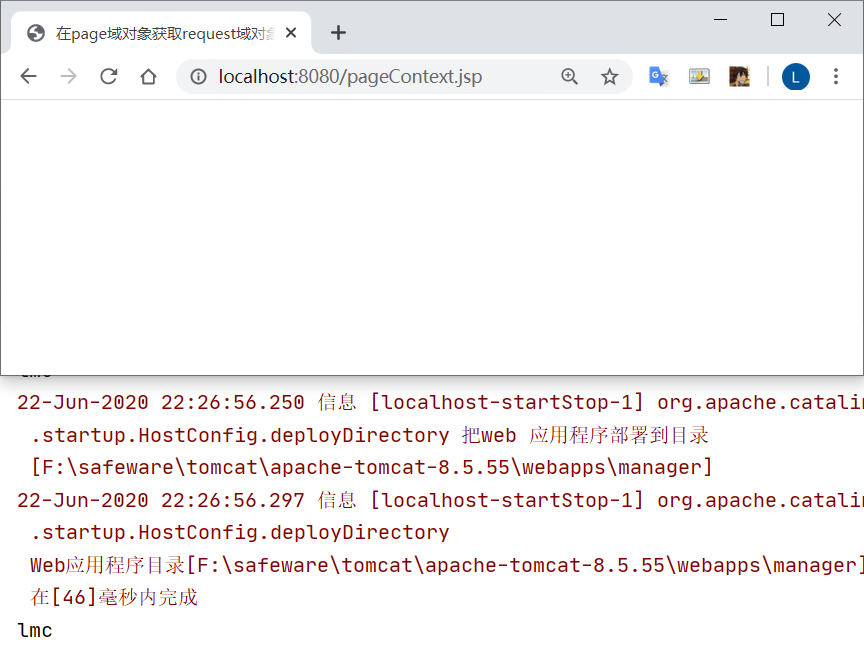 在page域对象获取request域对象
localhost:8080/pageContext.jsp
L
22-Jun-2020 22:26:56.250 信息 [localhost-startStop-1] org.apache.catalin
.startup.HostConfig.deployDirectory 把web 应用程序部署到目录
[F:\safeware\tomcat\apache-tomcat-8.5.55\webapps\manager]
22-Jun-2020 22:26:56.297 信息 [localhost-startStop-1] org.apache.catalin
.startup.HostConfig.deployDirectory
Web应用程序目录[F:\safeware\tomcat\apache-tomcat-8.5.55\webapps\manager]
在[46]毫秒内完成
lmc